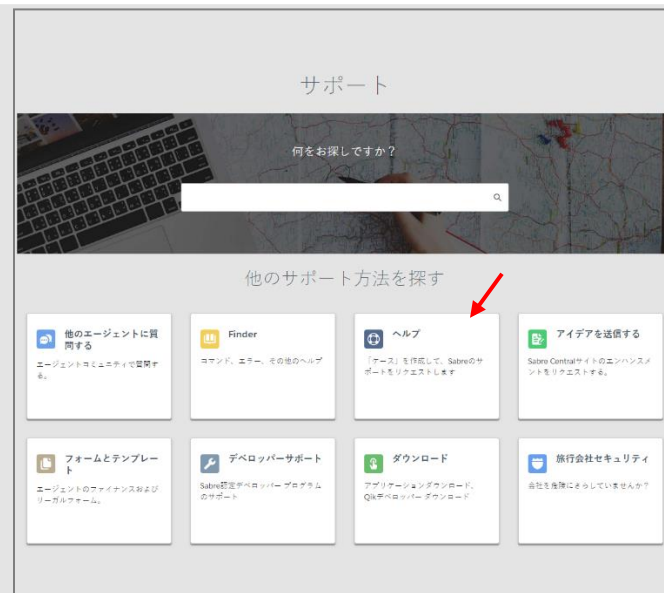 サポート
何をお探しですか？
他のサポート方法を探す
他のエージェントに質
問する
エージェントコミュニティで質問す
る。
Finder
コマンド、エラー、その他のヘルプ
ヘルプ
「ケース」を作成して、Sabreのサ
ポートをリクエストします
アイデアを送信する
Sabre Centralサイトのエンハンスメ
ントをリクエストする。
フォームとテンプレー
ト
エージェントのファイナンスおよび
リーガルフォーム。
デベロッパーサポート
Sabre認定デベロッパー プログラム
のサポート
ダウンロード
アプリケーションダウンロード、
Qikデベロッパー ダウンロード
旅行会社セキュリティ
会社を危険にさらしていませんか？